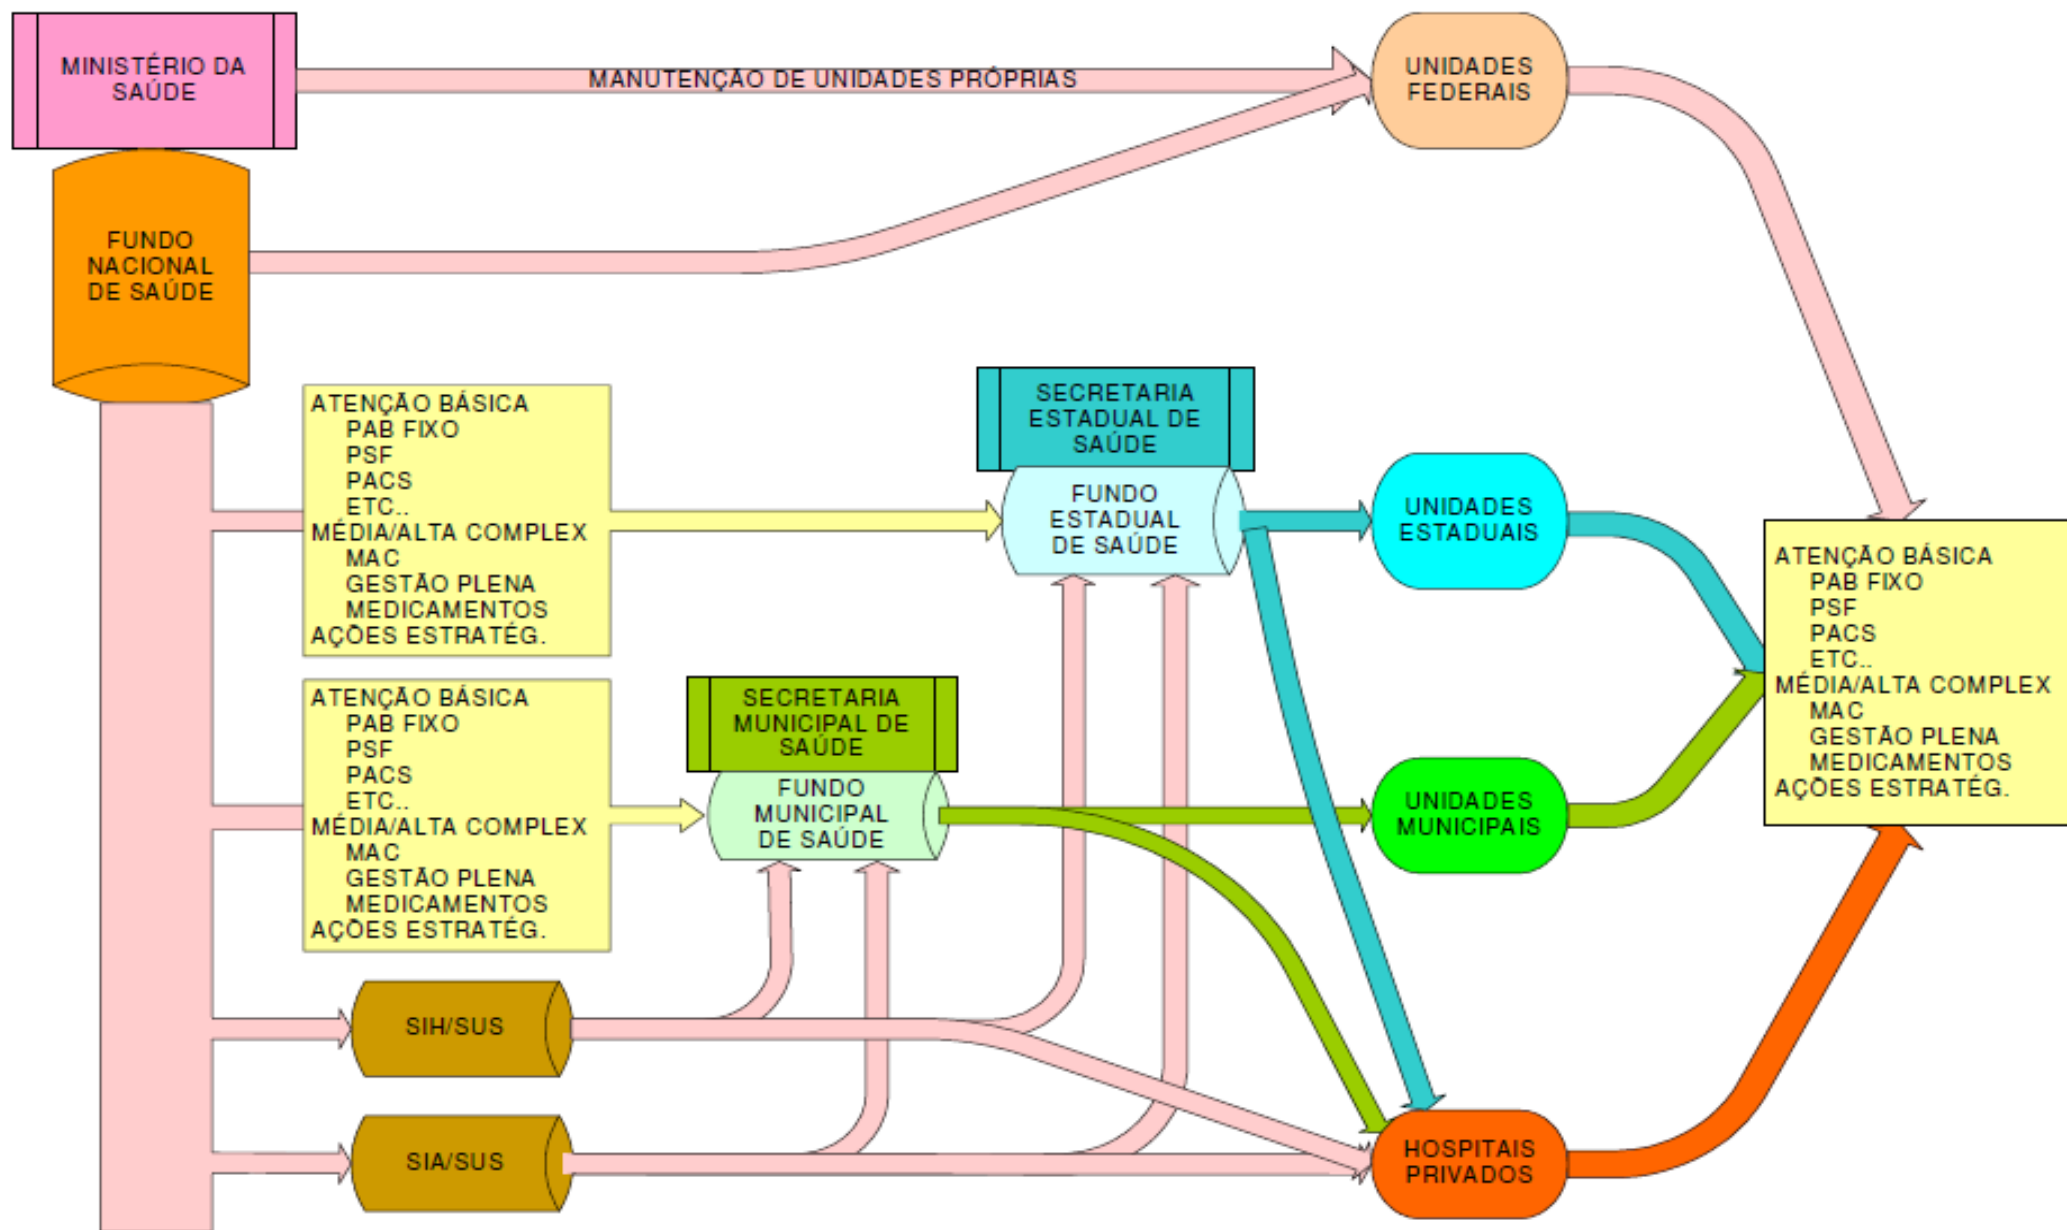 MINISTÉRIO DA
SAÚDE
MANUTENÇÃO DE UNIDADES PRÓPRIAS
UNIDADES
FEDERAIS
FUNDO
NACIONAL
DE SAÚDE
ATENÇÃO BÁSICA
PAB FIXO
PSF
PACS
ETC..
MÉDIA/ALTA COMPLEX
MAC
GESTÃO PLENA
MEDICAMENTOS
AÇÕES ESTRATÉG.
SECRETARIA
ESTADUAL DE
SAÚDE
FUNDO
ESTADUAL
DE SAÚDE
UNIDADES
ESTADUAIS
ATENÇÃO BÁSICA
PAB FIXO
PSF
PACS
ETC..
MÉDIA/ALTA COMPLEX
MAC
GESTÃO PLENA
MEDICAMENTOS
AÇÕES ESTRATÉG.
ATENÇÃO BÁSICA
PAB FIXO
PSF
PACS
ETC..
MÉDIA/ALTA COMPLEX
MAC
GESTÃO PLENA
MEDICAMENTOS
AÇÕES ESTRATÉG.
SECRETARIA
MUNICIPAL DE
SAÚDE
FUNDO
MUNICIPAL
DE SAÚDE
UNIDADES
MUNICIPAIS
SIH/SUS
SIA/SUS
HOSPITAIS
PRIVADOS